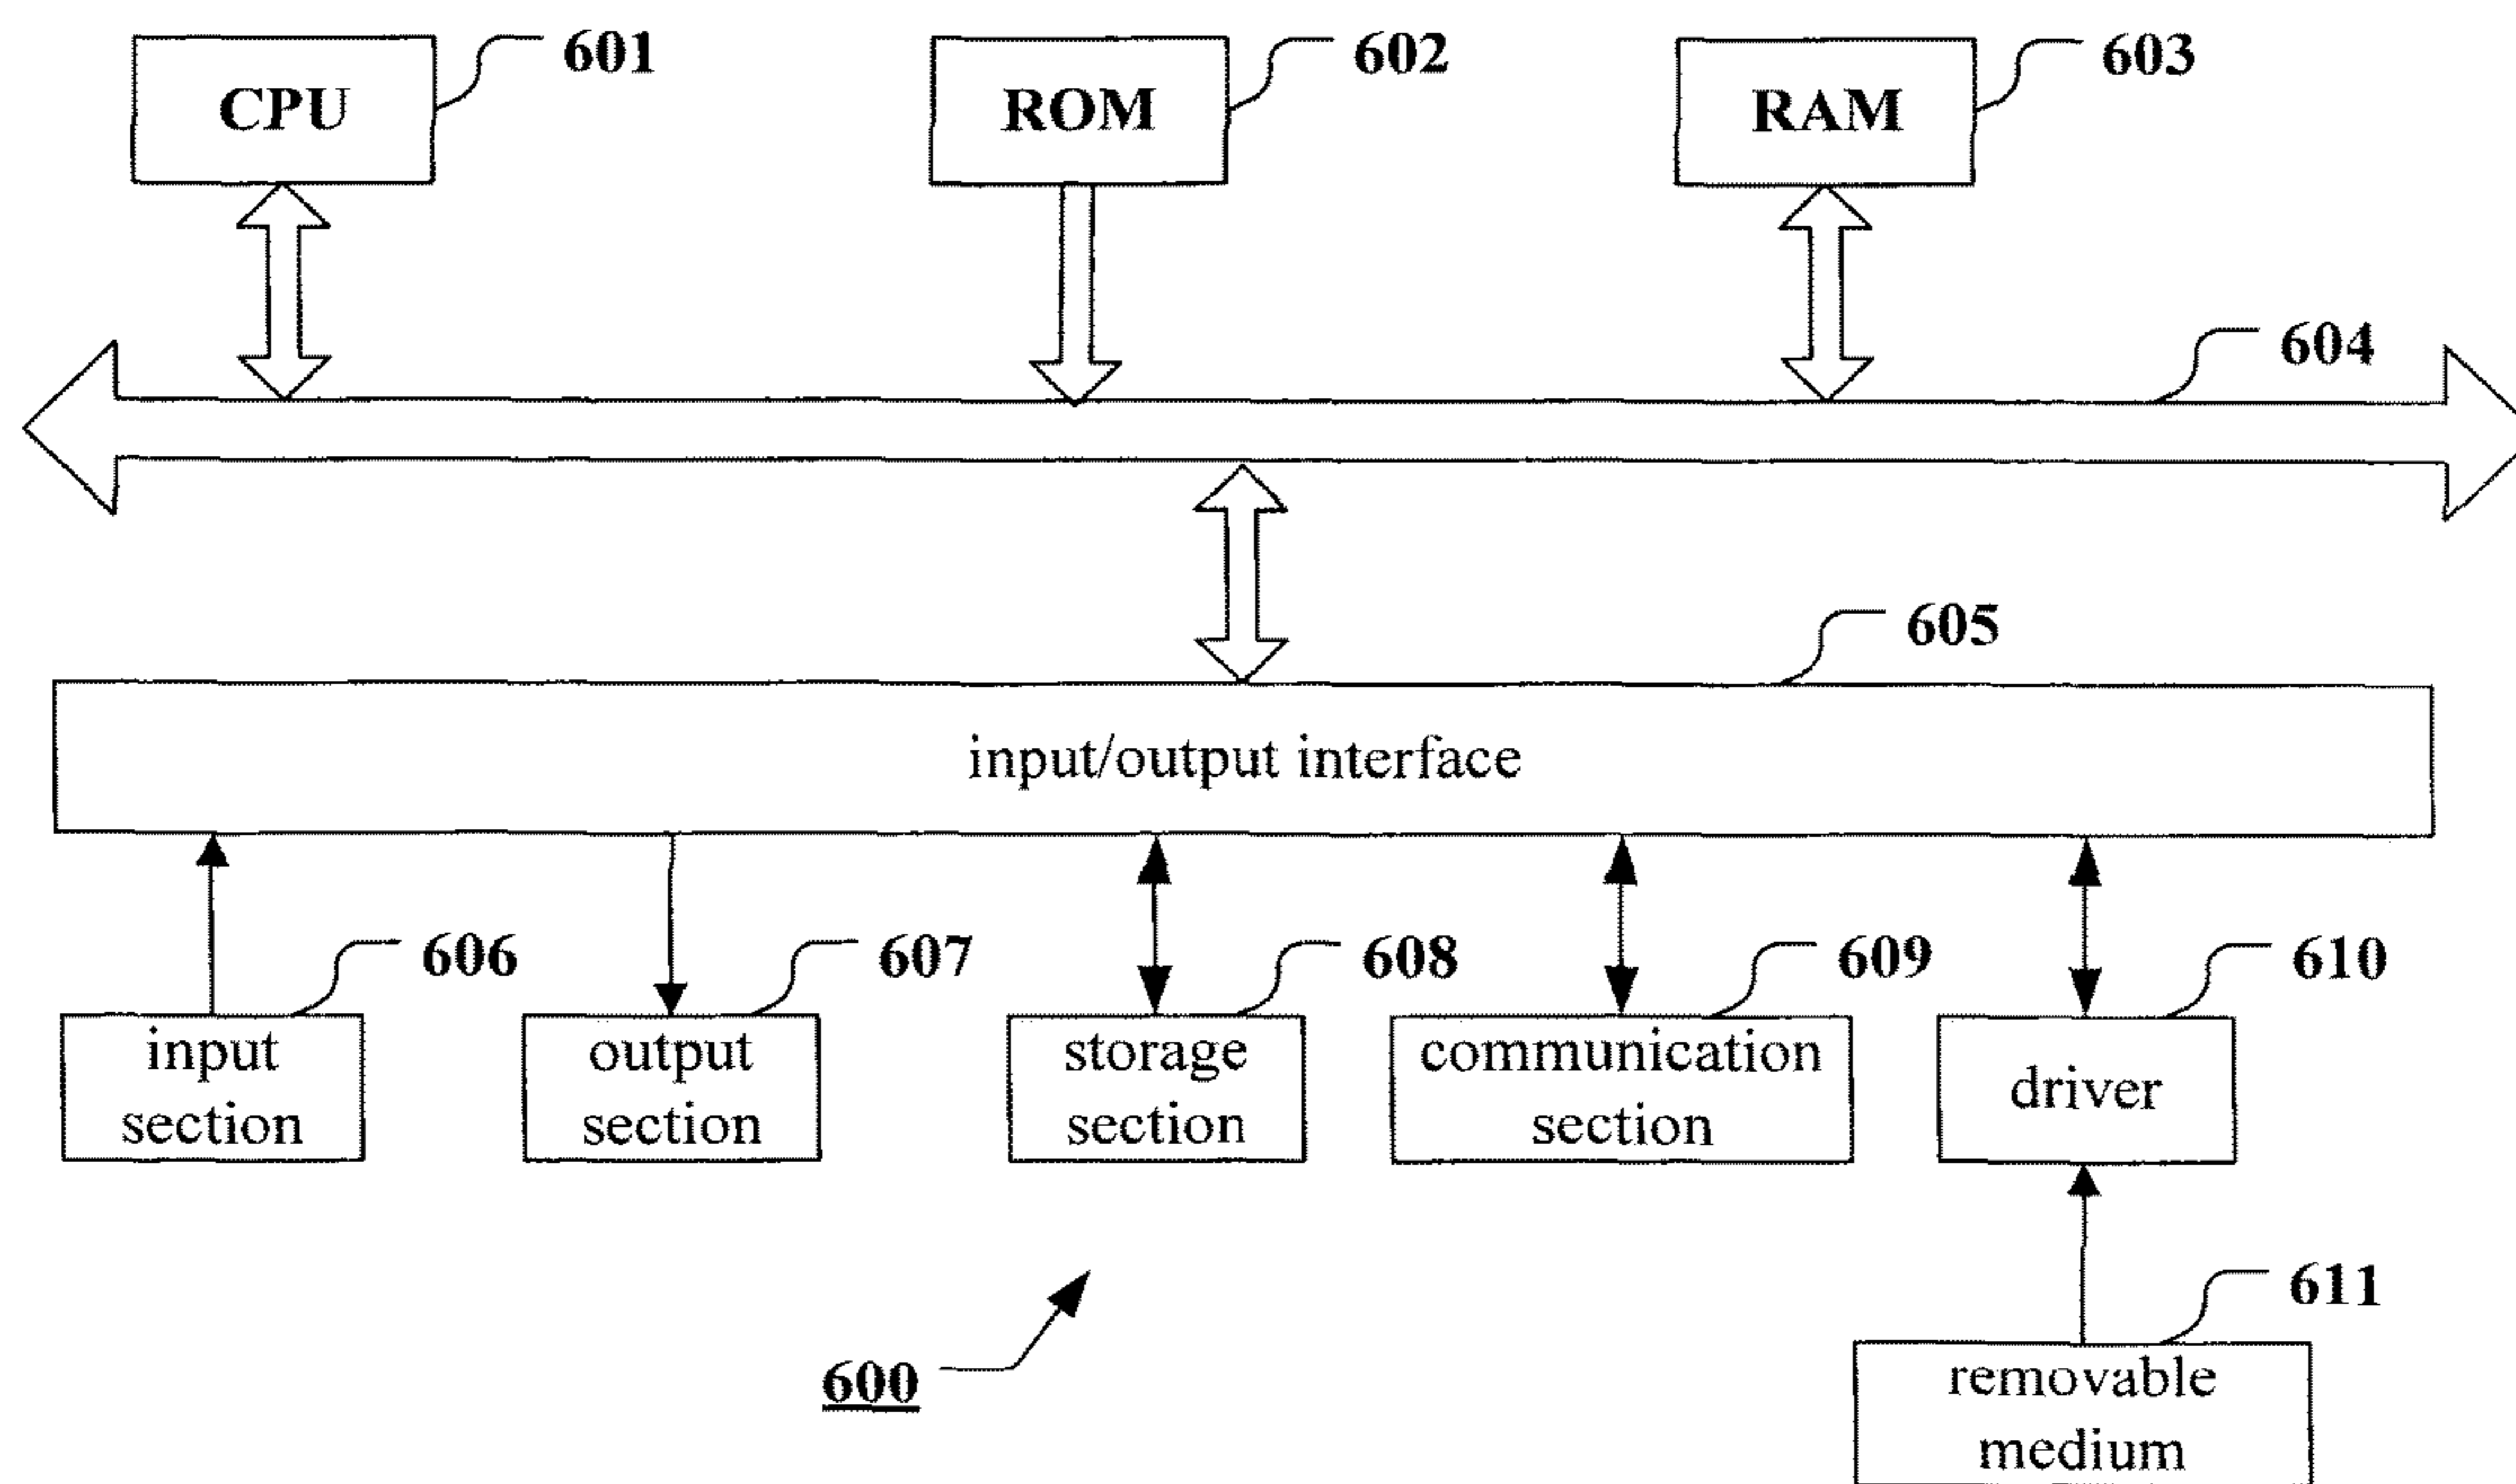 CPU
601
ROM
602
RAM
603
604
605
input/output interface
606
607
608
609
610
input
section
output
section
storage
section
communication
section
driver
611
600
removable
medium